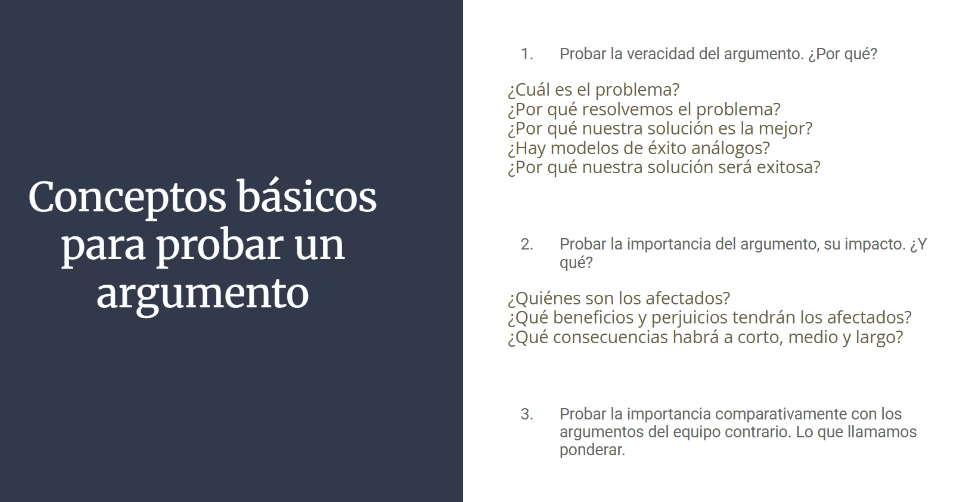 Conceptos básicos
para probar un
argumento
1. Probar la veracidad del argumento. ¿Por qué?
¿Cuál es el problema?
¿Por qué resolvemos el problema?
¿Por qué nuestra solución es la mejor?
¿Hay modelos de éxito análogos?
¿Por qué nuestra solución será exitosa?
2. Probar la importancia del argumento, su impacto. ¿Y
qué?
¿Quiénes son los afectados?
¿Qué beneficios y perjuicios tendrán los afectados?
¿Qué consecuencias habrá a corto, medio y largo?
3. Probar la importancia comparativamente con los
argumentos del equipo contrario. Lo que llamamos
ponderar.